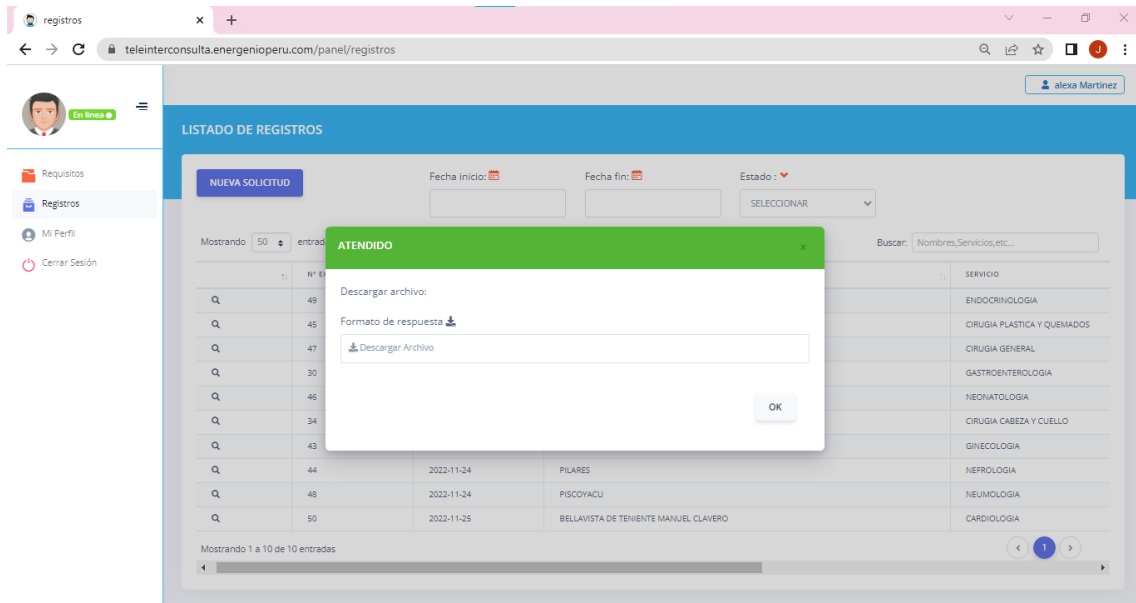 registros
teleinterconsulta.energenioperu.com/panel/registros
J
alexa Martinez
En línea
LISTADO DE REGISTROS
Requisitos
Registros
Mi Perfil
Cerrar Sesión
NUEVA SOLICITUD
Fecha inicio:
Fecha fin:
Estado :
SELECCIONAR
Mostrando 50 entrad
Buscar: Nombres,Servicios,etc...
ATENDIDO
×
Descargar archivo:
Formato de respuesta
Descargar Archivo
OK
N° EX SERVICIO
49 ENDOCRINOLOGIA
45 CIRUGIA PLASTICA Y QUEMADOS
47 CIRUGIA GENERAL
30 GASTROENTEROLOGIA
46 NEONATOLOGIA
34 CIRUGIA CABEZA Y CUELLO
43 GINECOLOGIA
44 2022-11-24 PILARES NEFROLOGIA
48 2022-11-24 PISCOYACU NEUMOLOGIA
50 2022-11-25 BELLAVISTA DE TENIENTE MANUEL CLAVERO CARDIOLOGIA
Mostrando 1 a 10 de 10 entradas
1